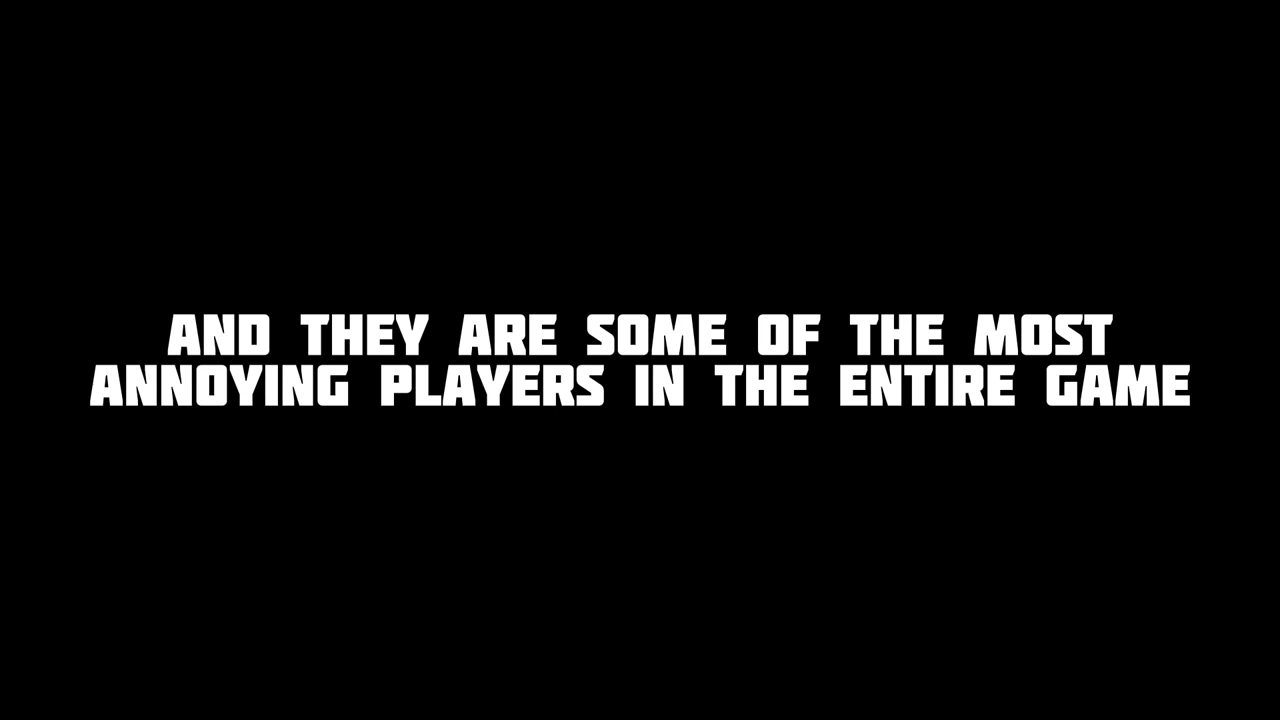 AND THEY ARE SOME OF THE MOST
ANNOYING PLAYERS IN THE ENTIRE GAME